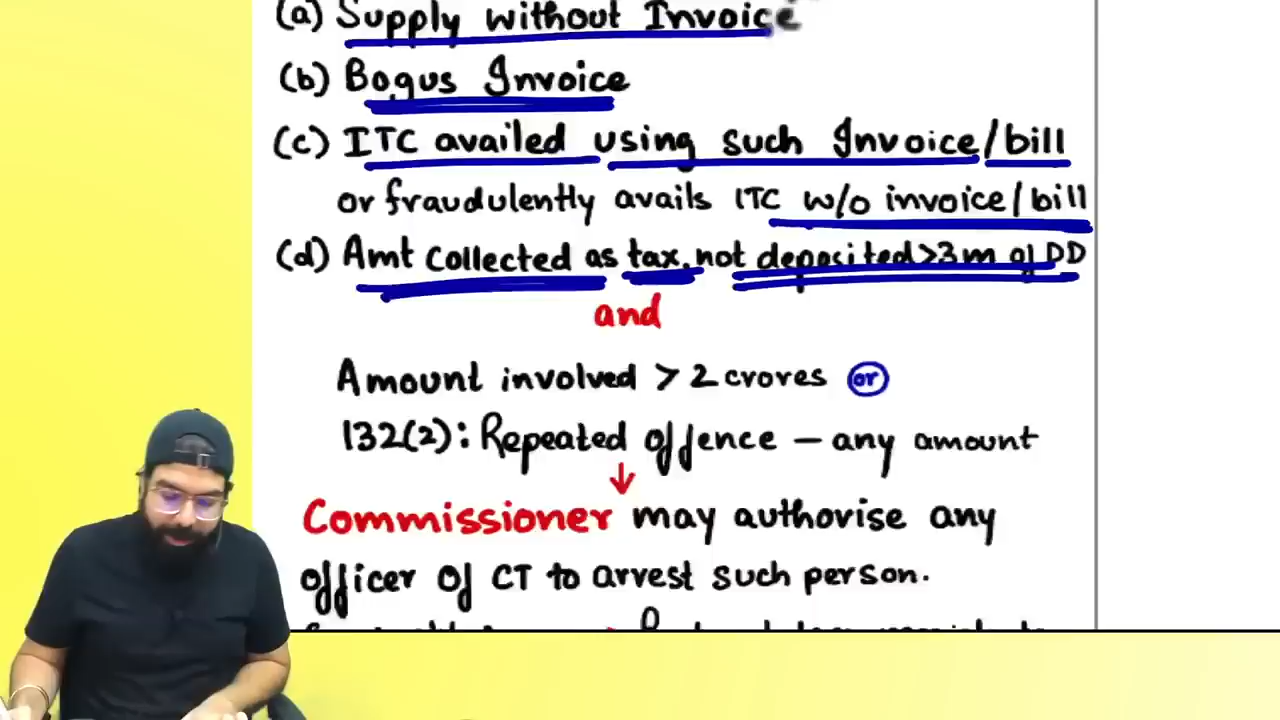 (a) Supply without Invoice
(b) Bogus Invoice
(c) ITC availed using such Invoice/bill
or fraudulently avails ITC w/o invoice/bill
(d) Amt collected as tax, not deposited >3m of DD
and
Amount involved > 2 crores or
132(2): Repeated offence – any amount
↓
Commissioner may authorise any
officer of CT to arrest such person.